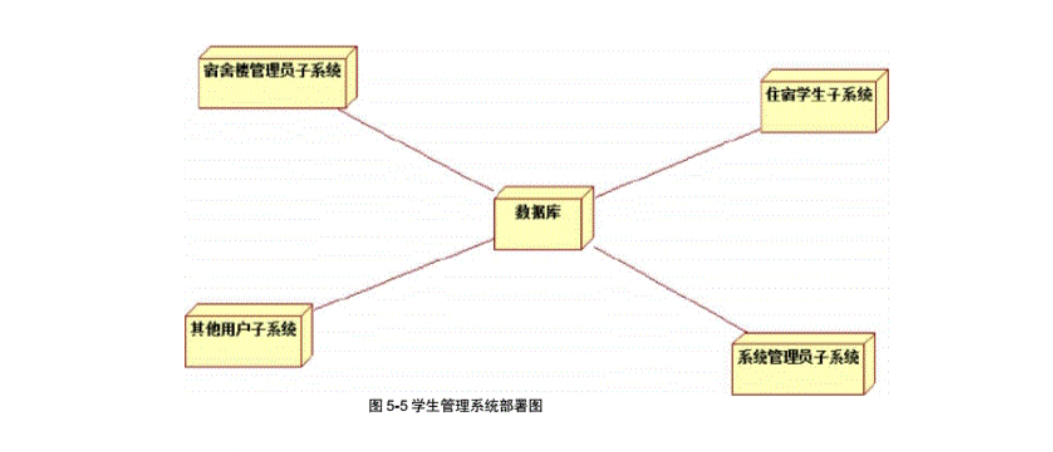 宿舍楼管理员子系统
住宿学生子系统
数据库
其他用户子系统
系统管理员子系统
图 5-5 学生管理系统部署图